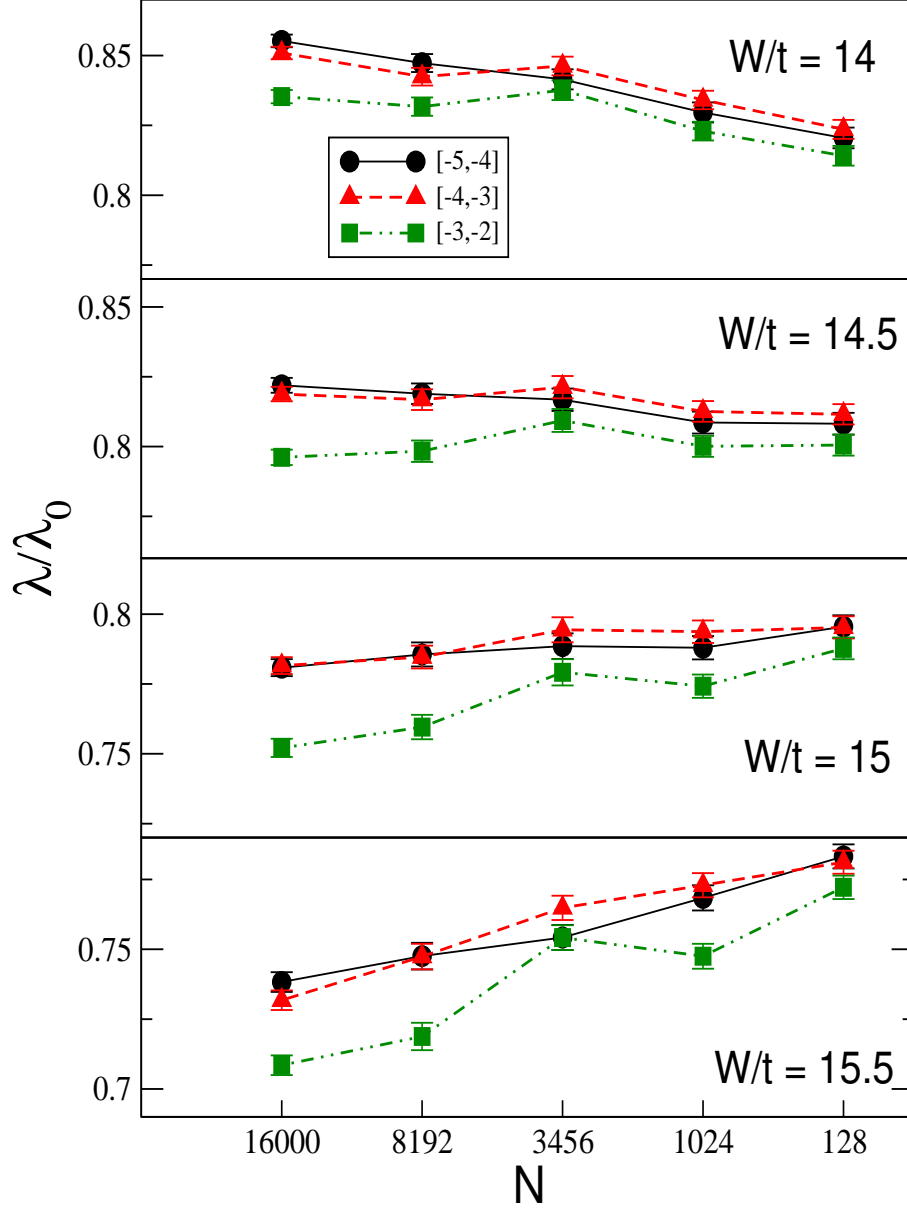 0.85
W/t = 14
[-5,-4]
[-4,-3]
[-3,-2]
0.8
0.85
W/t = 14.5
0.8
λ/λ0
0.8
0.75
W/t = 15
0.75
0.7
W/t = 15.5
16000 8192 3456 1024 128
N